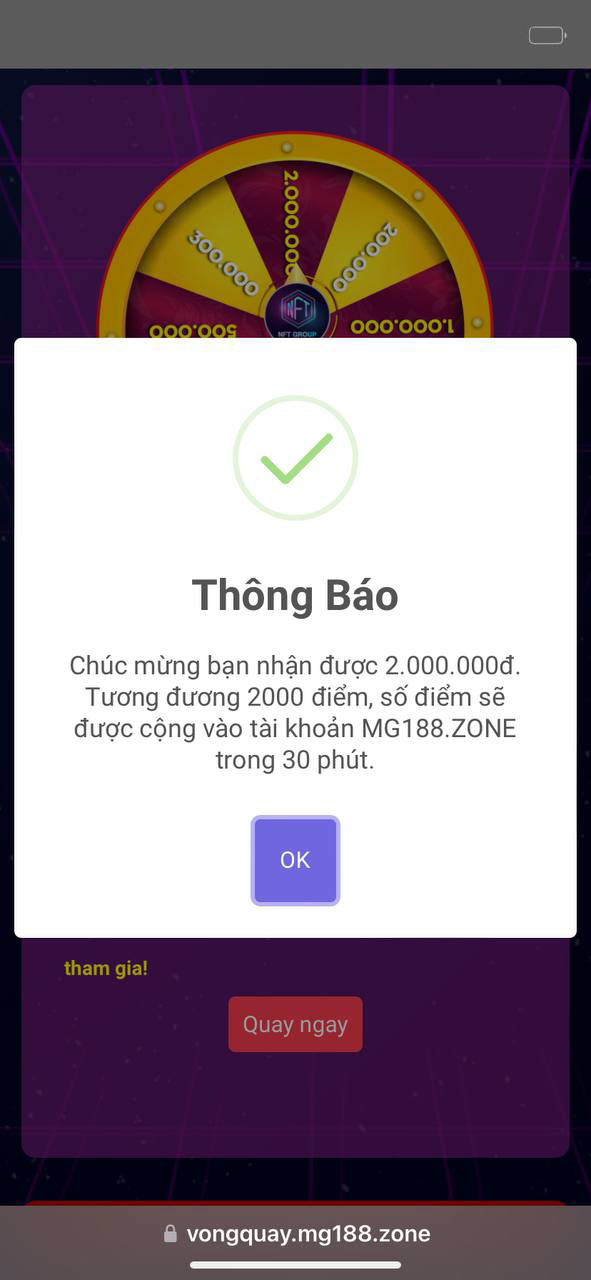 2.000.000
300.000
200.000
500.000
1.000.000
NFT
NFT GROUP
Thông Báo
Chúc mừng bạn nhận được 2.000.000đ.
Tương đương 2000 điểm, số điểm sẽ
được cộng vào tài khoản MG188.ZONE
trong 30 phút.
OK
tham gia!
Quay ngay
vongquay.mg188.zone